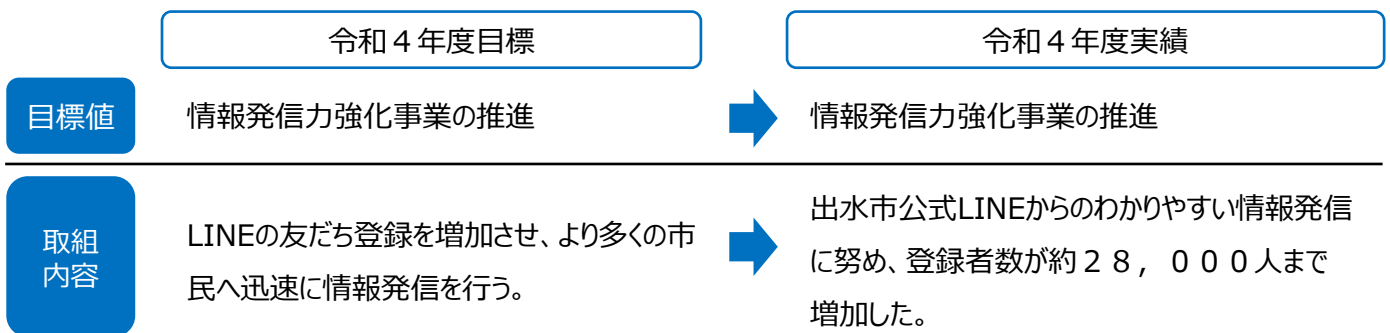 令和４年度目標
令和４年度実績
目標値
情報発信力強化事業の推進
情報発信力強化事業の推進
取組
内容
LINEの友だち登録を増加させ、より多くの市
民へ迅速に情報発信を行う。
出水市公式LINEからのわかりやすい情報発信
に努め、登録者数が約２８，０００人まで
増加した。